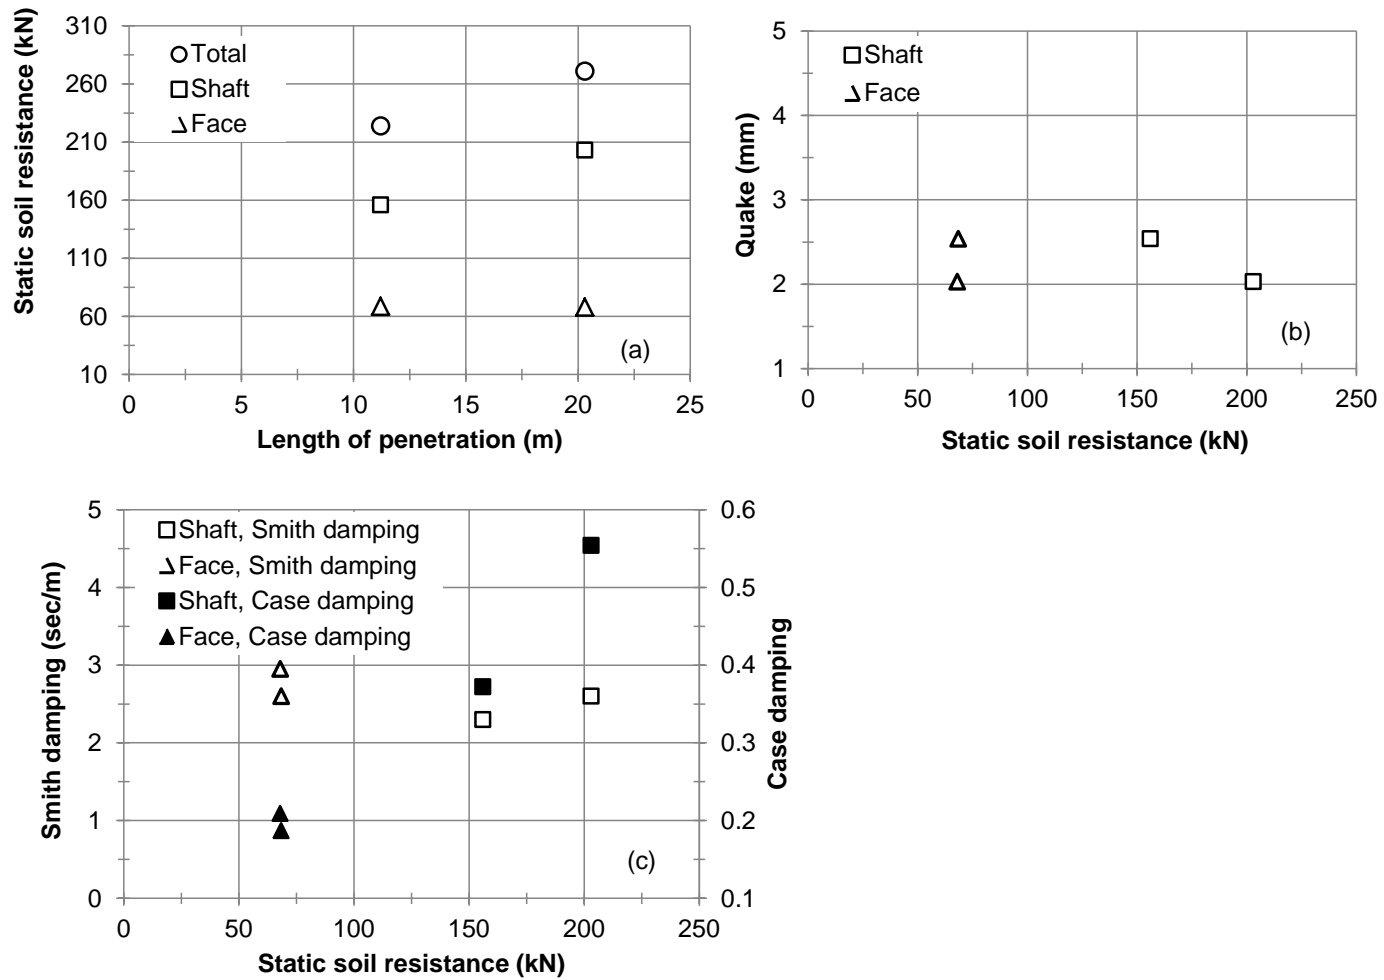 Static soil resistance (kN)
310
260
210
160
110
60
10
Total
Shaft
Face
(a)
0 5 10 15 20 25
Length of penetration (m)
Quake (mm)
5
4
3
2
1
Shaft
Face
(b)
0 50 100 150 200 250
Static soil resistance (kN)
Smith damping (sec/m)
5
4
3
2
1
0
Shaft, Smith damping
Face, Smith damping
Shaft, Case damping
Face, Case damping
(c)
0.6
0.5
0.4
0.3
0.2
0.1
Case damping
0 50 100 150 200 250
Static soil resistance (kN)